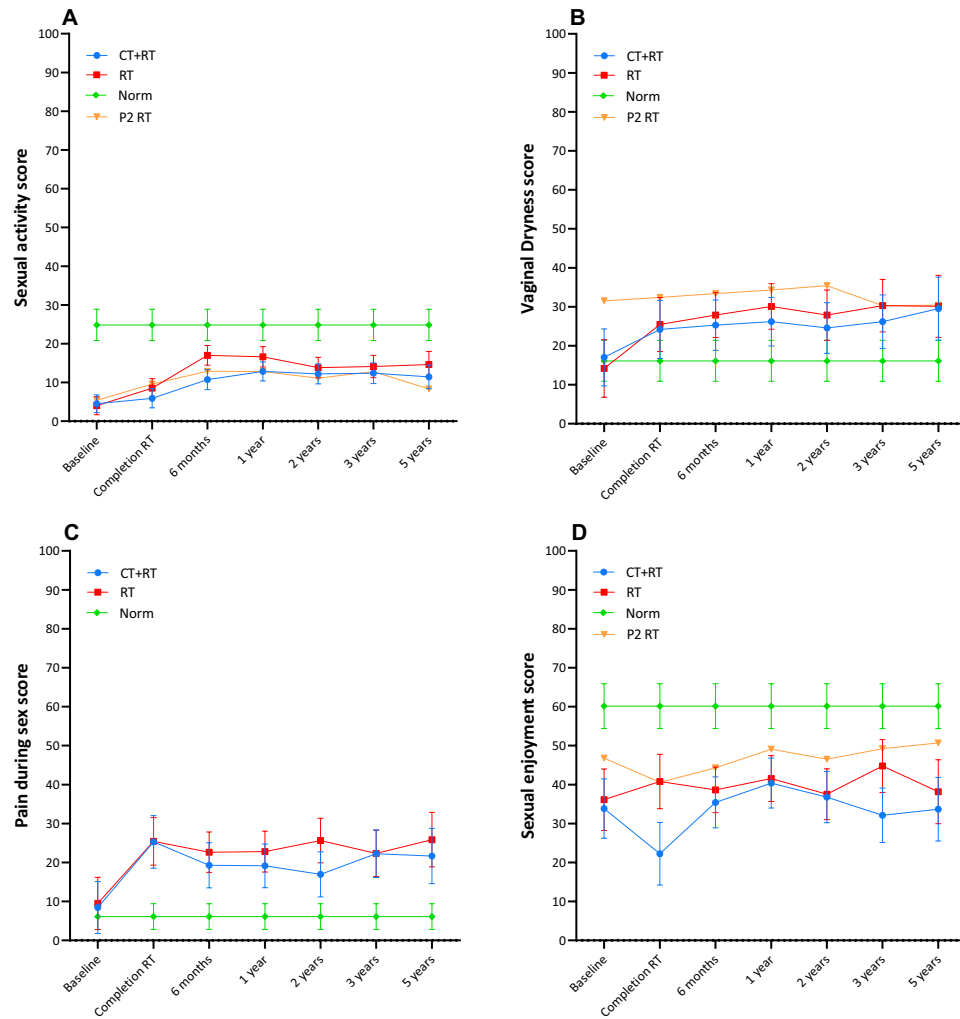 A
Sexual activity score
100
90
80
70
60
50
40
30
20
10
0
CT+RT
RT
Norm
P2 RT
Baseline
Completion RT
6 months
1 year
2 years
3 years
5 years
B
Vaginal Dryness score
100
90
80
70
60
50
40
30
20
10
0
CT+RT
RT
Norm
P2 RT
Baseline
Completion RT
6 months
1 year
2 years
3 years
5 years
C
Pain during sex score
100
90
80
70
60
50
40
30
20
10
0
CT+RT
RT
Norm
Baseline
Completion RT
6 months
1 year
2 years
3 years
5 years
D
Sexual enjoyment score
100
90
80
70
60
50
40
30
20
10
0
CT+RT
RT
Norm
P2 RT
Baseline
Completion RT
6 months
1 year
2 years
3 years
5 years